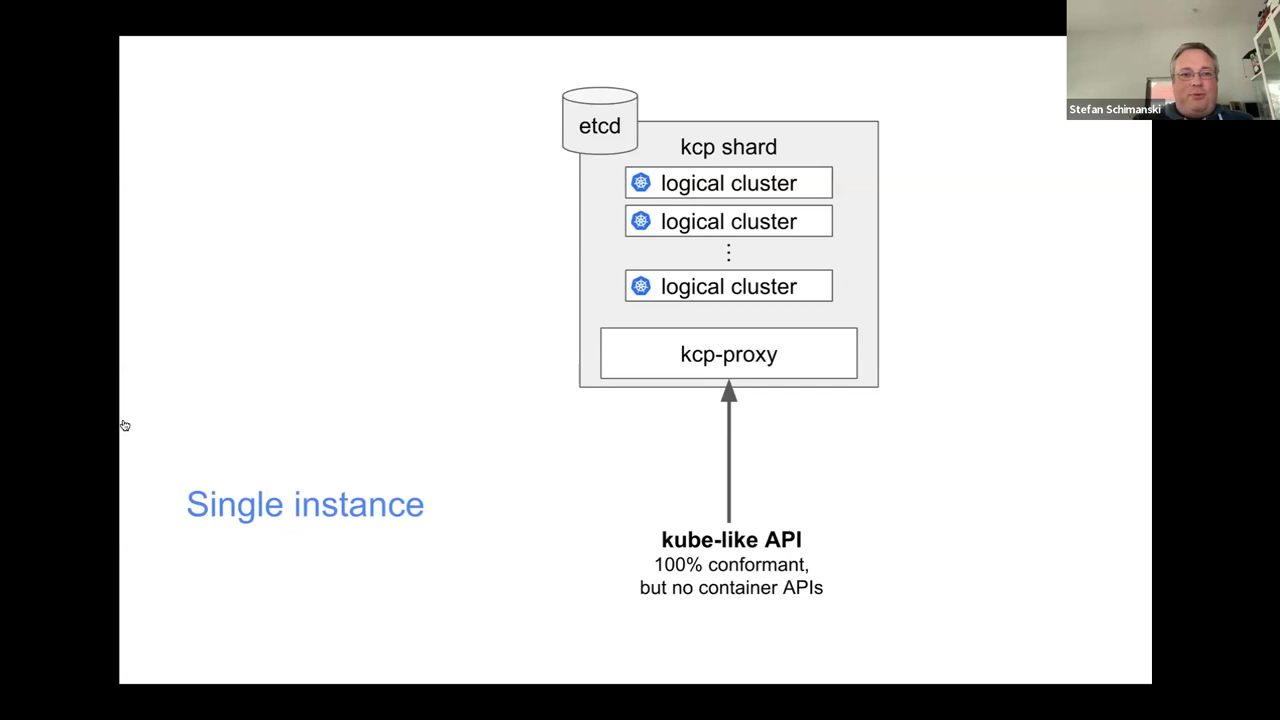 Stefan Schimanski
etcd
kcp shard
logical cluster
logical cluster
⋮
logical cluster
kcp-proxy
Single instance
kube-like API
100% conformant,
but no container APIs